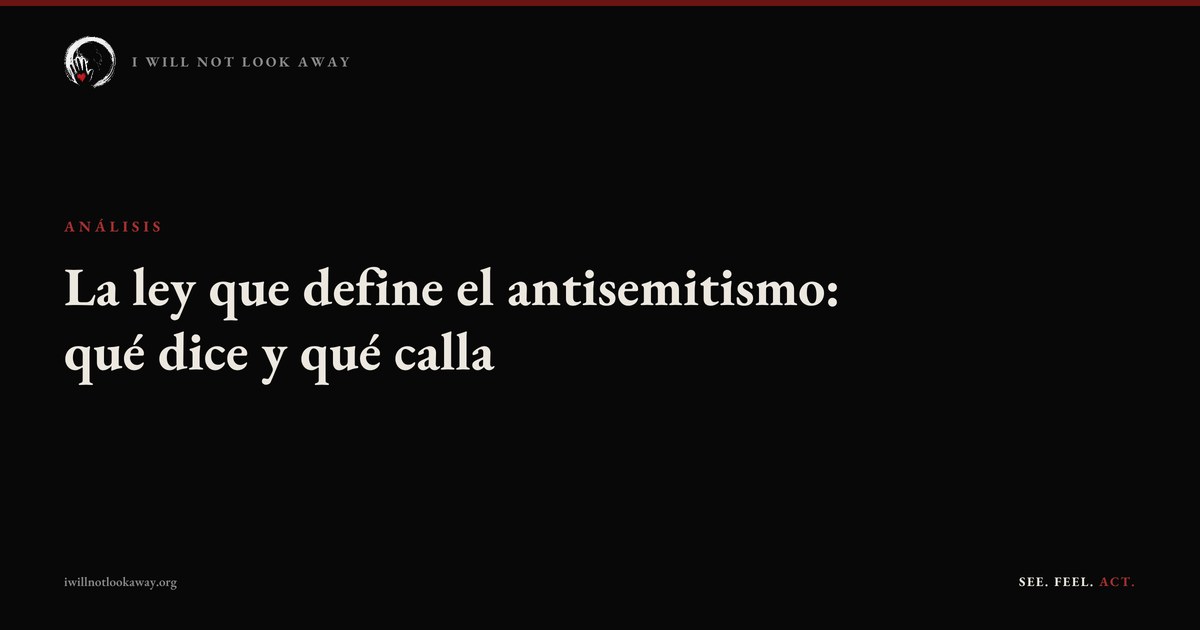 I WILL NOT LOOK AWAY
ANÁLISIS
La ley que define el antisemitismo:
qué dice y qué calla
iwillnotlookaway.org
SEE. FEEL. ACT.